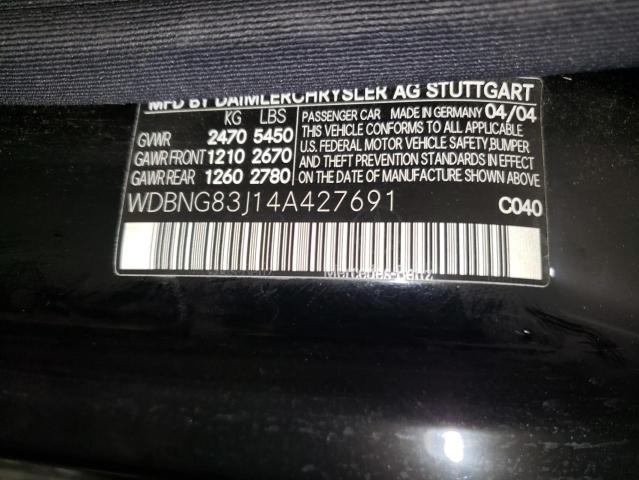 MFD BY DAIMLERCHRYSLER AG STUTTGART
KG LBS
GVWR 2470 5450
GAWR FRONT 1210 2670
GAWR REAR 1260 2780
PASSENGER CAR MADE IN GERMANY 04/04
THIS VEHICLE CONFORMS TO ALL APPLICABLE
U.S. FEDERAL MOTOR VEHICLE SAFETY,BUMPER
AND THEFT PREVENTION STANDARDS IN EFFECT
ON THE DATE OF MANUFACTURE SHOWN ABOVE
WDBNG83J14A427691 C040
Mercedes-Benz